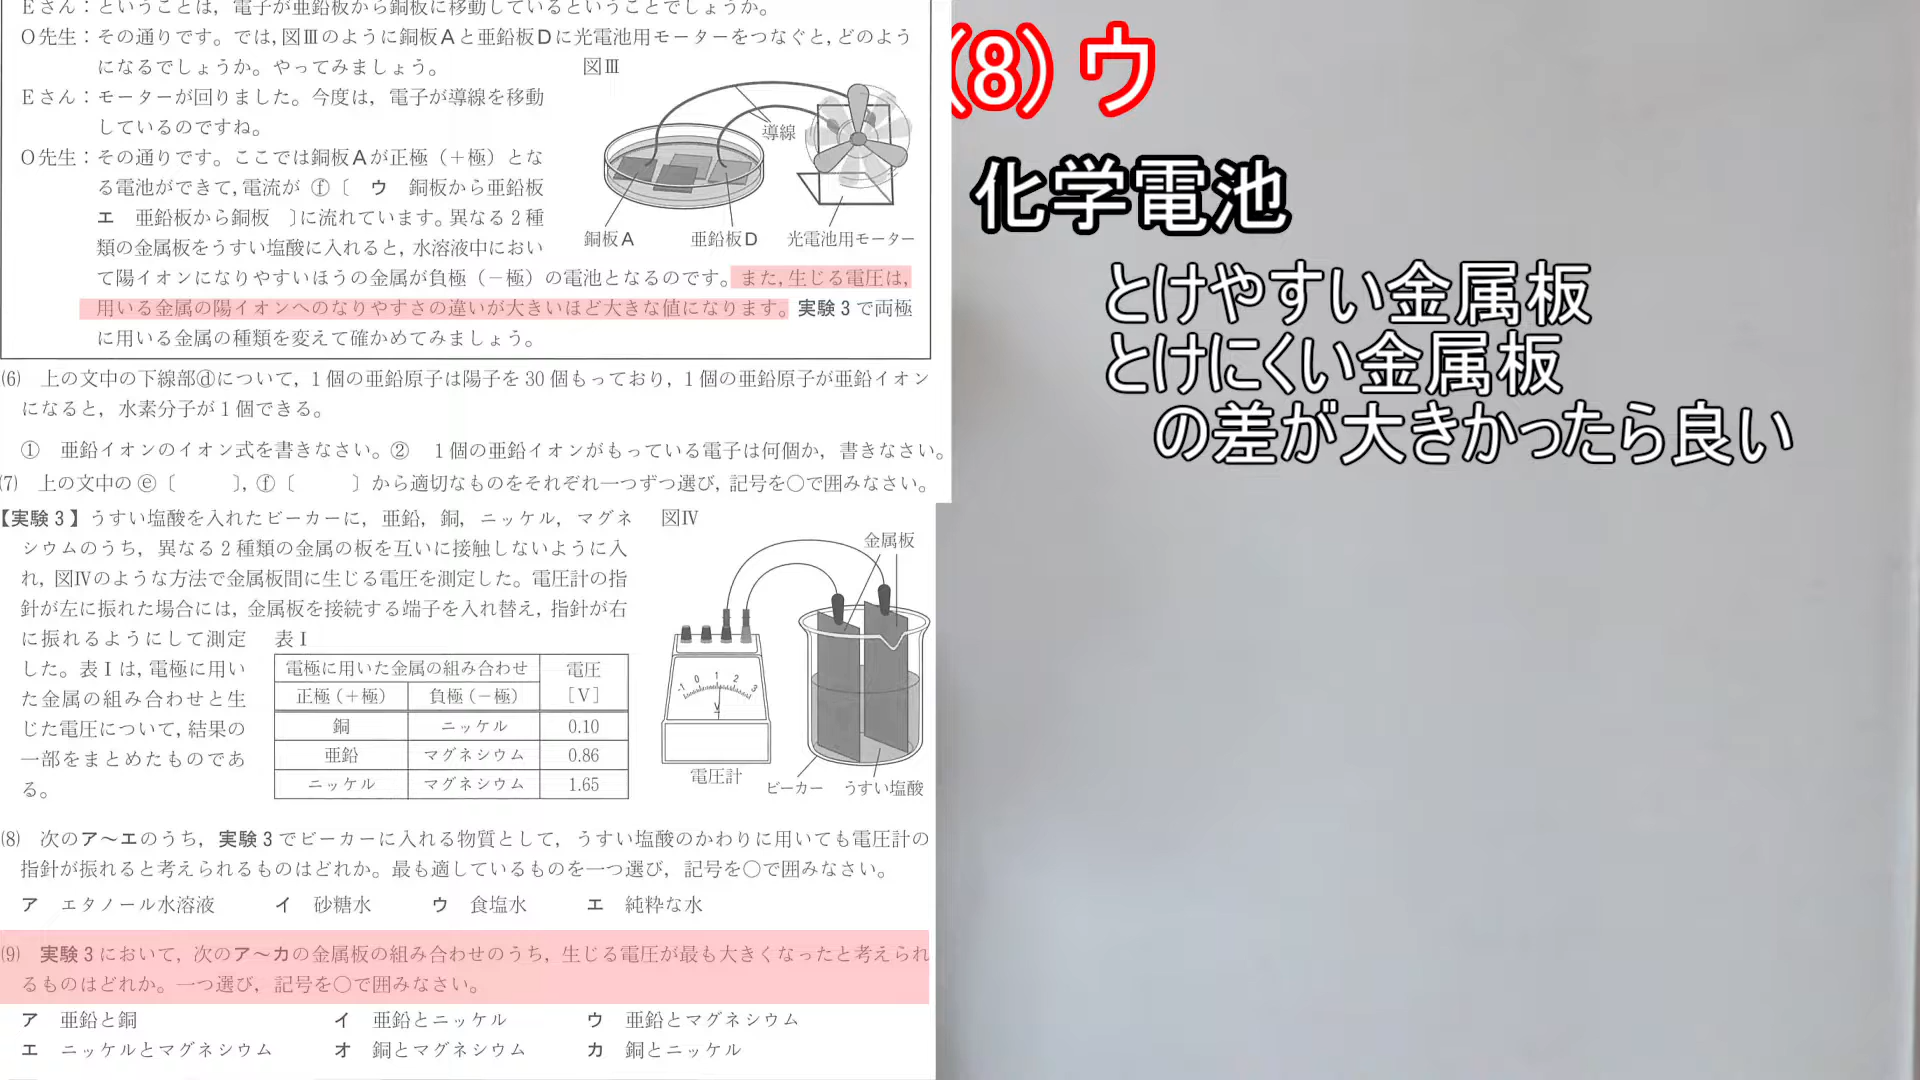 Eさん：ということは，電子が亜鉛板から銅板に移動しているということでしょうか。
O先生：その通りです。では，図Ⅲのように銅板Aと亜鉛板Dに光電池用モーターをつなぐと，どのよう
になるでしょうか。やってみましょう。
図Ⅲ
Eさん：モーターが回りました。今度は，電子が導線を移動
しているのですね。
O先生：その通りです。ここでは銅板Aが正極（＋極）とな
る電池ができて，電流が ⓕ〔　ウ　銅板から亜鉛板
エ　亜鉛板から銅板　〕に流れています。異なる2種
類の金属板をうすい塩酸に入れると，水溶液中におい
て陽イオンになりやすいほうの金属が負極（－極）の電池となるのです。また，生じる電圧は，
用いる金属の陽イオンへのなりやすさの違いが大きいほど大きな値になります。実験3で両極
に用いる金属の種類を変えて確かめてみましょう。
導線
銅板A
亜鉛板D
光電池用モーター
(6)　上の文中の下線部ⓓについて，1個の亜鉛原子は陽子を30個もっており，1個の亜鉛原子が亜鉛イオン
になると，水素分子が1個できる。
①　亜鉛イオンのイオン式を書きなさい。②　1個の亜鉛イオンがもっている電子は何個か，書きなさい。
(7)　上の文中の ⓔ〔　　　〕，ⓕ〔　　　〕から適切なものをそれぞれ一つずつ選び，記号を○で囲みなさい。
【実験3】うすい塩酸を入れたビーカーに，亜鉛，銅，ニッケル，マグネ
シウムのうち，異なる2種類の金属の板を互いに接触しないように入
れ，図Ⅳのような方法で金属板間に生じる電圧を測定した。電圧計の指
針が左に振れた場合には，金属板を接続する端子を入れ替え，指針が右
に振れるようにして測定
した。表Ⅰは，電極に用い
た金属の組み合わせと生
じた電圧について，結果の
一部をまとめたものであ
る。
表Ⅰ
電極に用いた金属の組み合わせ　電圧
正極（＋極）　負極（－極）　［V］
銅　ニッケル　0.10
亜鉛　マグネシウム　0.86
ニッケル　マグネシウム　1.65
図Ⅳ
金属板
-1 0 1 2 3
V
電圧計
ビーカー
うすい塩酸
(8)　次のア～エのうち，実験3でビーカーに入れる物質として，うすい塩酸のかわりに用いても電圧計の
指針が振れると考えられるものはどれか。最も適しているものを一つ選び，記号を○で囲みなさい。
ア　エタノール水溶液　イ　砂糖水　ウ　食塩水　エ　純粋な水
(9)　実験3において，次のア～カの金属板の組み合わせのうち，生じる電圧が最も大きくなったと考えられ
るものはどれか。一つ選び，記号を○で囲みなさい。
ア　亜鉛と銅　イ　亜鉛とニッケル　ウ　亜鉛とマグネシウム
エ　ニッケルとマグネシウム　オ　銅とマグネシウム　カ　銅とニッケル
(8) ウ
化学電池
とけやすい金属板
とけにくい金属板
の差が大きかったら良い